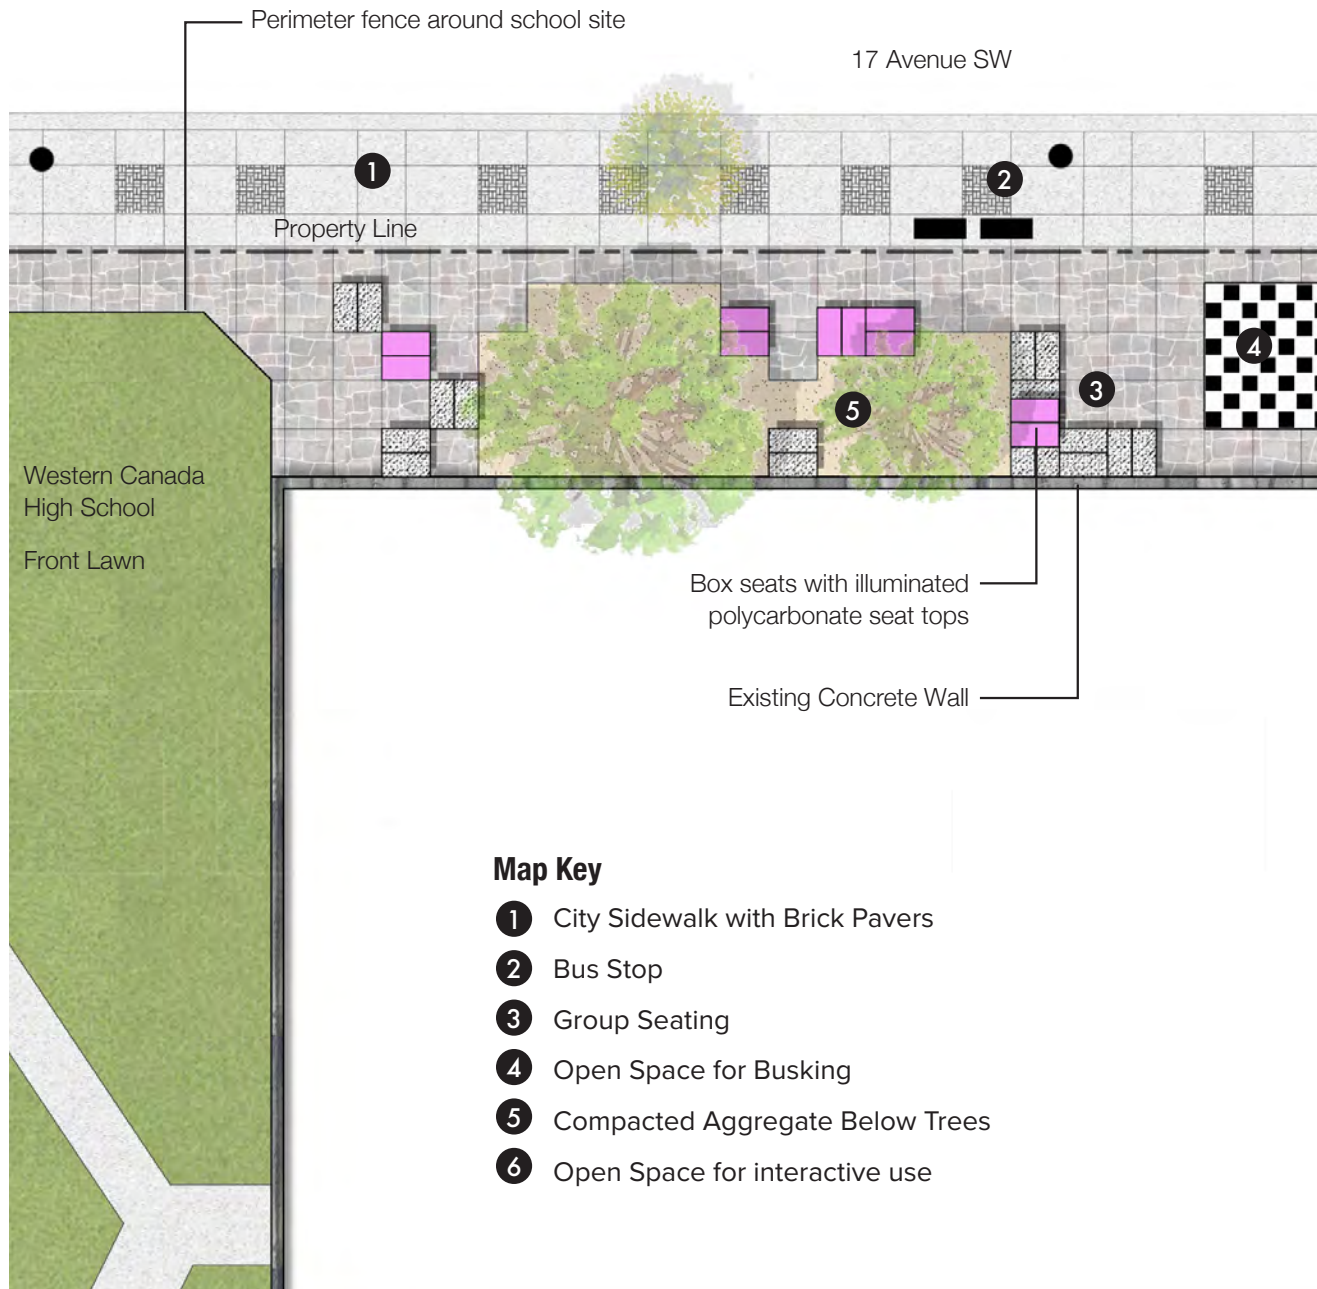 Perimeter fence around school site
17 Avenue SW
1
2
Property Line
4
3
5
Western Canada
High School
Front Lawn
Box seats with illuminated
polycarbonate seat tops
Existing Concrete Wall
Map Key
1 City Sidewalk with Brick Pavers
2 Bus Stop
3 Group Seating
4 Open Space for Busking
5 Compacted Aggregate Below Trees
6 Open Space for interactive use